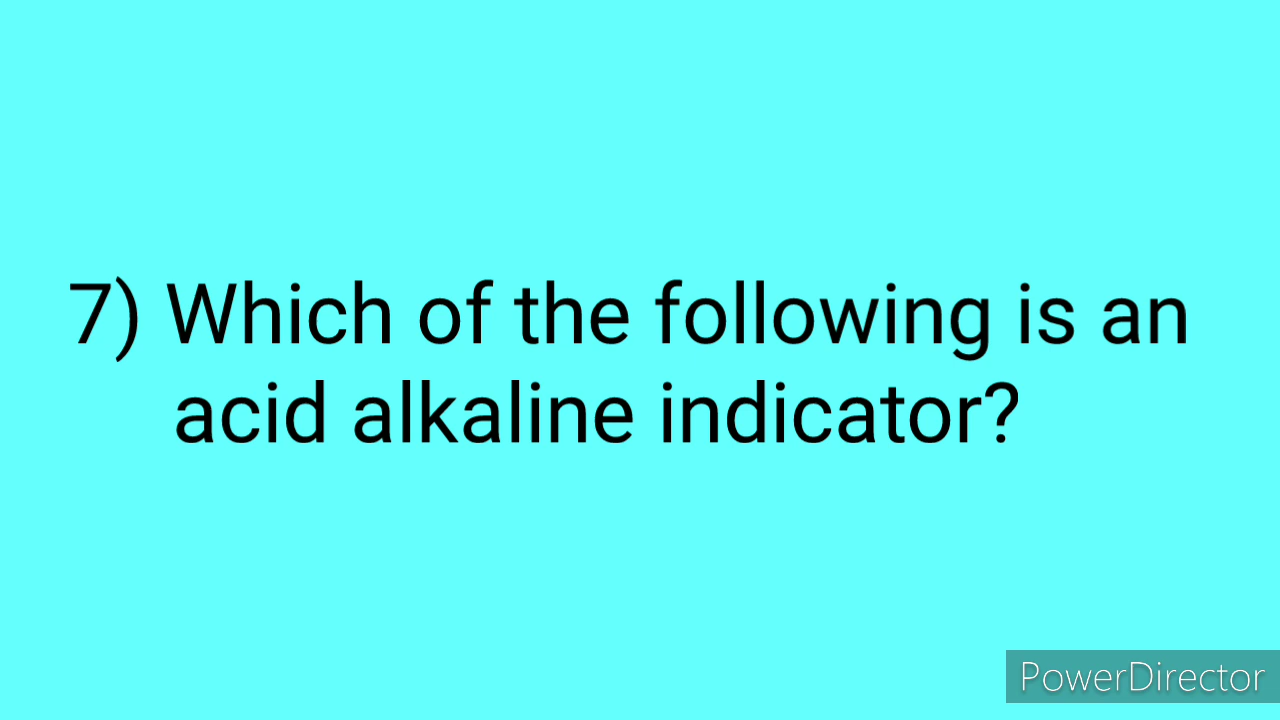 7) Which of the following is an
acid alkaline indicator?
PowerDirector